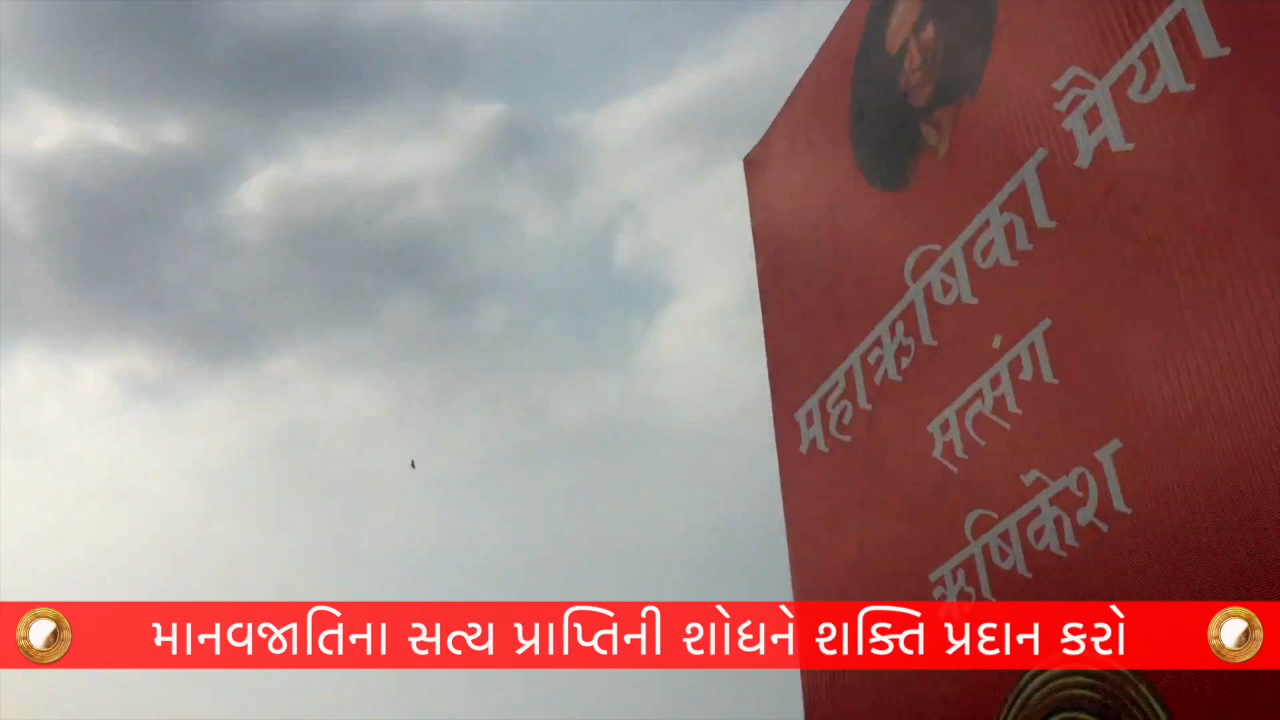 महाऋषिका मैया
सत्संग
ऋषिकेश
માનવજાતિના સત્ય પ્રાપ્તિની શોધને શક્તિ પ્રદાન કરો